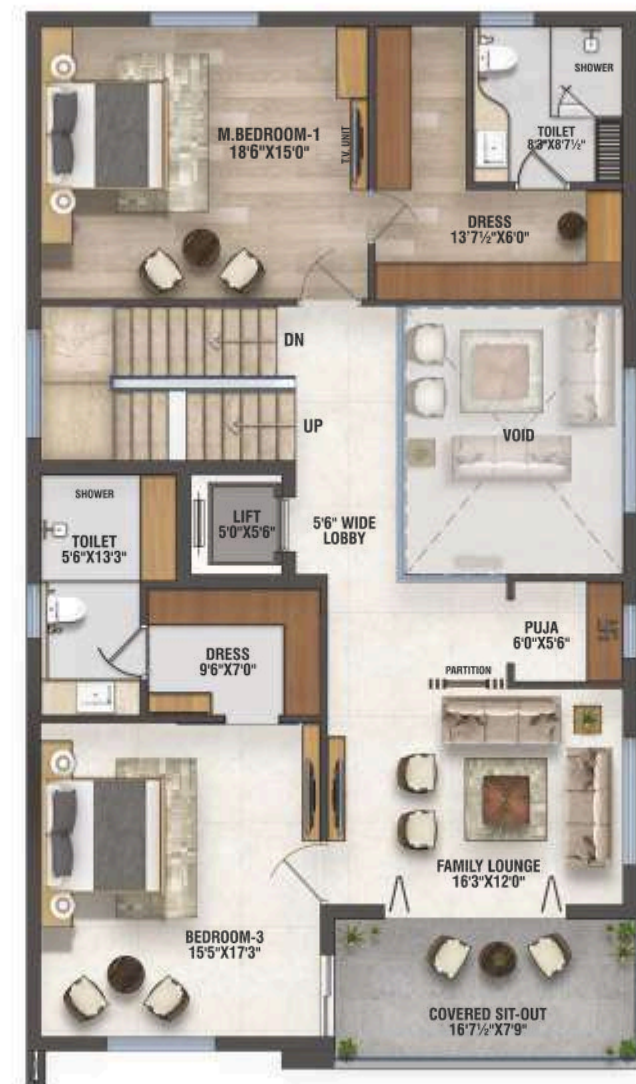 SHOWER
M.BEDROOM-1
18'6"X15'0"
T.V. UNIT
TOILET
8'3"X8'7½"
DRESS
13'7½"X6'0"
DN
UP
VOID
SHOWER
LIFT
5'0"X5'6"
5'6" WIDE
LOBBY
TOILET
5'6"X13'3"
PUJA
6'0"X5'6"
DRESS
9'6"X7'0"
PARTITION
FAMILY LOUNGE
16'3"X12'0"
BEDROOM-3
15'5"X17'3"
COVERED SIT-OUT
16'7½"X7'9"